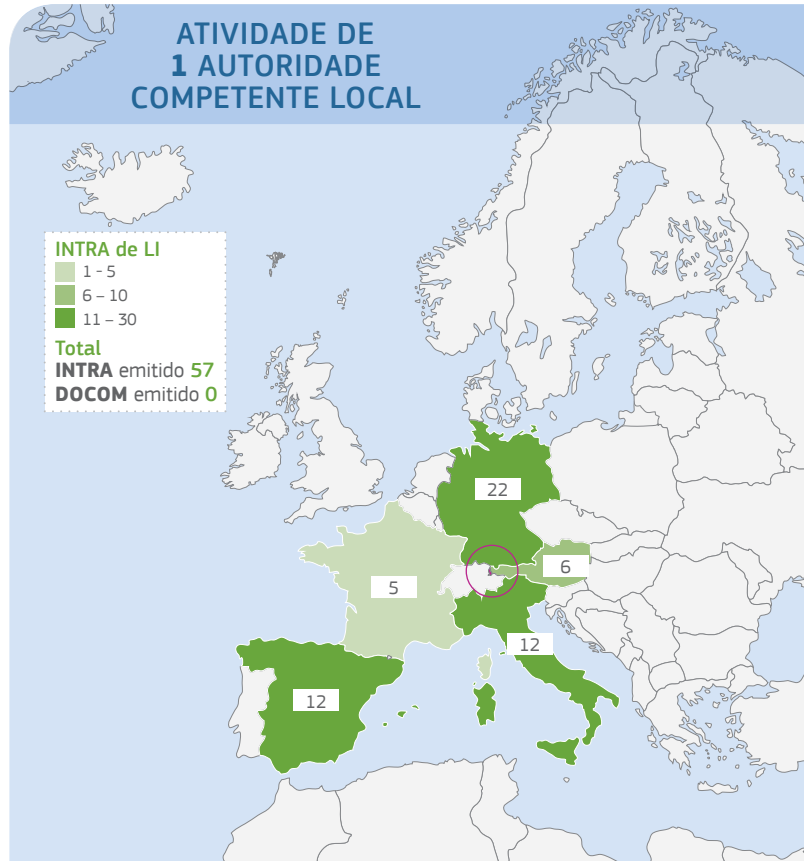 ATIVIDADE DE
1 AUTORIDADE
COMPETENTE LOCAL
INTRA de LI
1 - 5
6 – 10
11 – 30
Total
INTRA emitido 57
DOCOM emitido 0
22
6
5
12
12